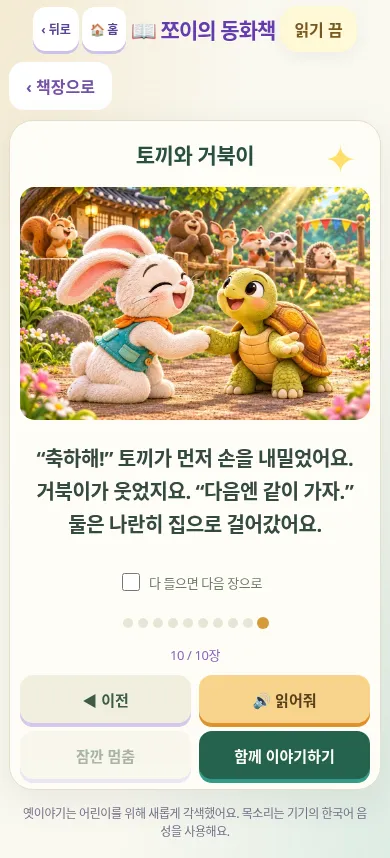 ‹ 뒤로
🏠 홈
📖 쪼이의 동화책
읽기 끔
‹ 책장으로
토끼와 거북이
“축하해!” 토끼가 먼저 손을 내밀었어요.
거북이가 웃었지요. “다음엔 같이 가자.”
둘은 나란히 집으로 걸어갔어요.
다 들으면 다음 장으로
10 / 10장
◀ 이전
🔊 읽어줘
잠깐 멈춤
함께 이야기하기
옛이야기는 어린이를 위해 새롭게 각색했어요. 목소리는 기기의 한국어 음
성을 사용해요.